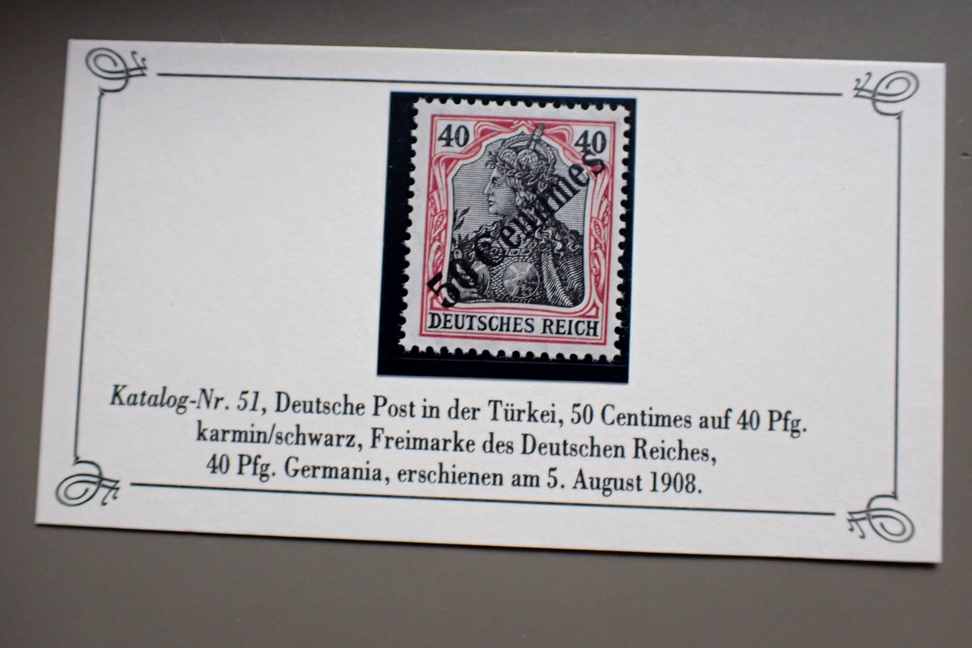 40 40
50 Centimes
DEUTSCHES REICH
Katalog-Nr. 51, Deutsche Post in der Türkei, 50 Centimes auf 40 Pfg.
karmin/schwarz, Freimarke des Deutschen Reiches,
40 Pfg. Germania, erschienen am 5. August 1908.